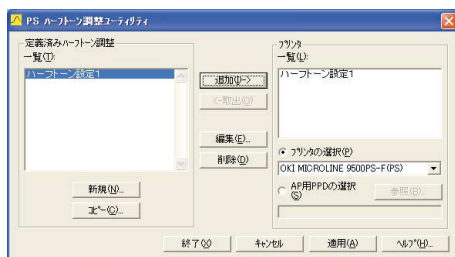 PS ハーフトーン調整ユーティリティ
定義済みハーフトーン調整
一覧(T):
ハーフトーン設定1
新規(N)...
コピー(C)...
追加(I)->
<-取出(O)
編集(E)...
削除(D)
プリンタ
一覧(L):
ハーフトーン設定1
プリンタの選択(P)
OKI MICROLINE 9500PS-F(PS)
AP用PPDの選択(S)
参照(R)...
終了(X)
キャンセル
適用(A)
ヘルプ(H)...